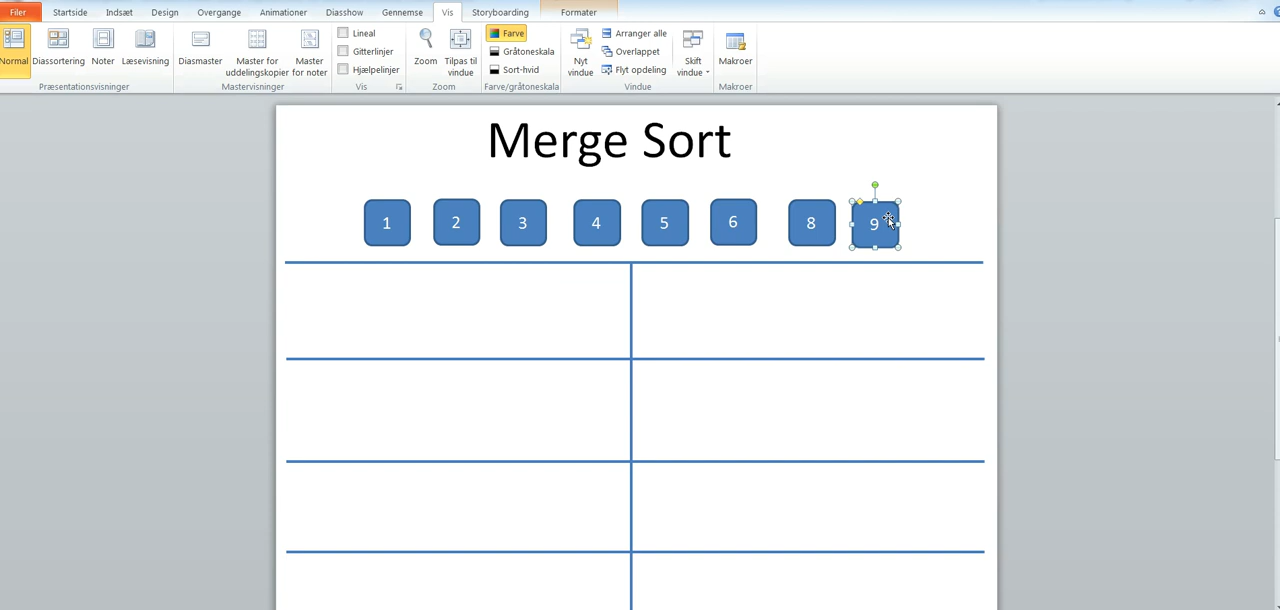 Filer Startside Indsæt Design Overgange Animationer Diasshow Gennemse Vis Storyboarding Formater
Normal Diassortering Noter Læsevisning
Præsentationsvisninger
Diasmaster Master for uddelingskopier Master for noter
Mastervisninger
Lineal
Gitterlinjer
Hjælpelinjer
Vis
Zoom Tilpas til vindue
Zoom
Farve
Gråtoneskala
Sort-hvid
Farve/gråtoneskala
Nyt vindue
Arranger alle
Overlappet
Flyt opdeling
Skift vindue
Vindue
Makroer
Makroer
Merge Sort
1 2 3 4 5 6 8 9